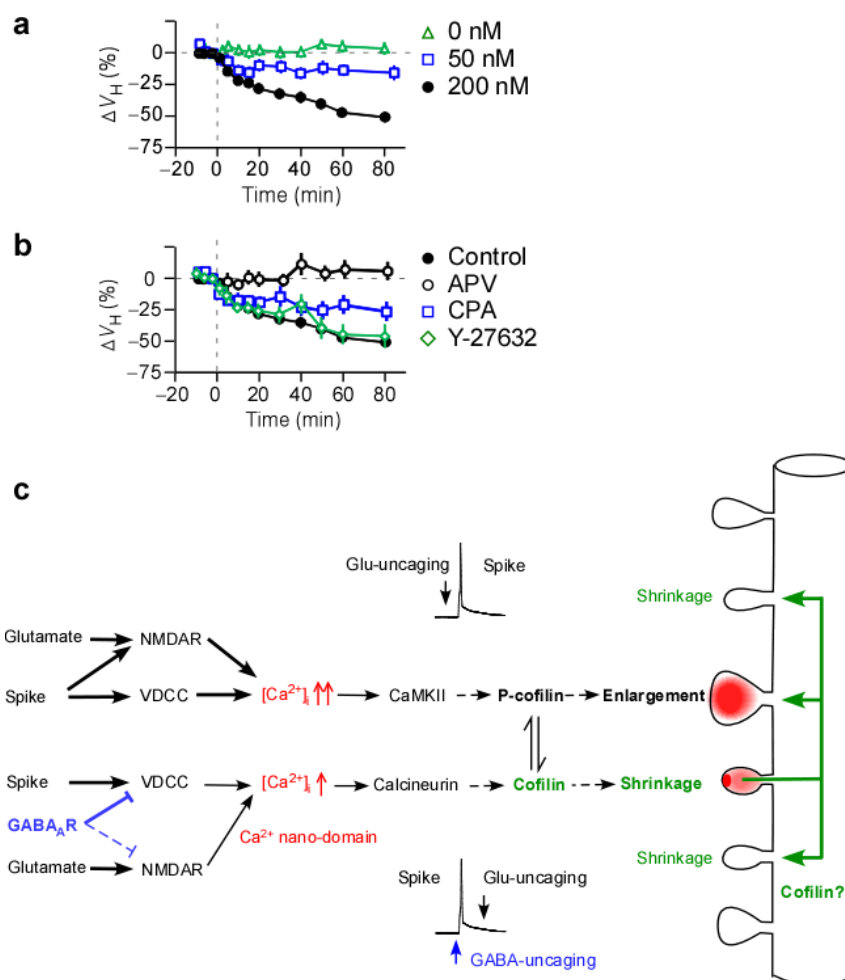 a
ΔV_H (%)
0
−25
−50
−75
−20 0 20 40 60 80
Time (min)
0 nM
50 nM
200 nM
b
ΔV_H (%)
0
−25
−50
−75
−20 0 20 40 60 80
Time (min)
Control
APV
CPA
Y-27632
c
Glu-uncaging
Spike
Shrinkage
Glutamate
NMDAR
Spike
VDCC
[Ca²⁺]ᵢ
CaMKII
P-cofilin
Enlargement
Spike
VDCC
[Ca²⁺]ᵢ
Calcineurin
Cofilin
Shrinkage
GABA_AR
Ca²⁺ nano-domain
Glutamate
NMDAR
Shrinkage
Spike
Glu-uncaging
Cofilin?
GABA-uncaging